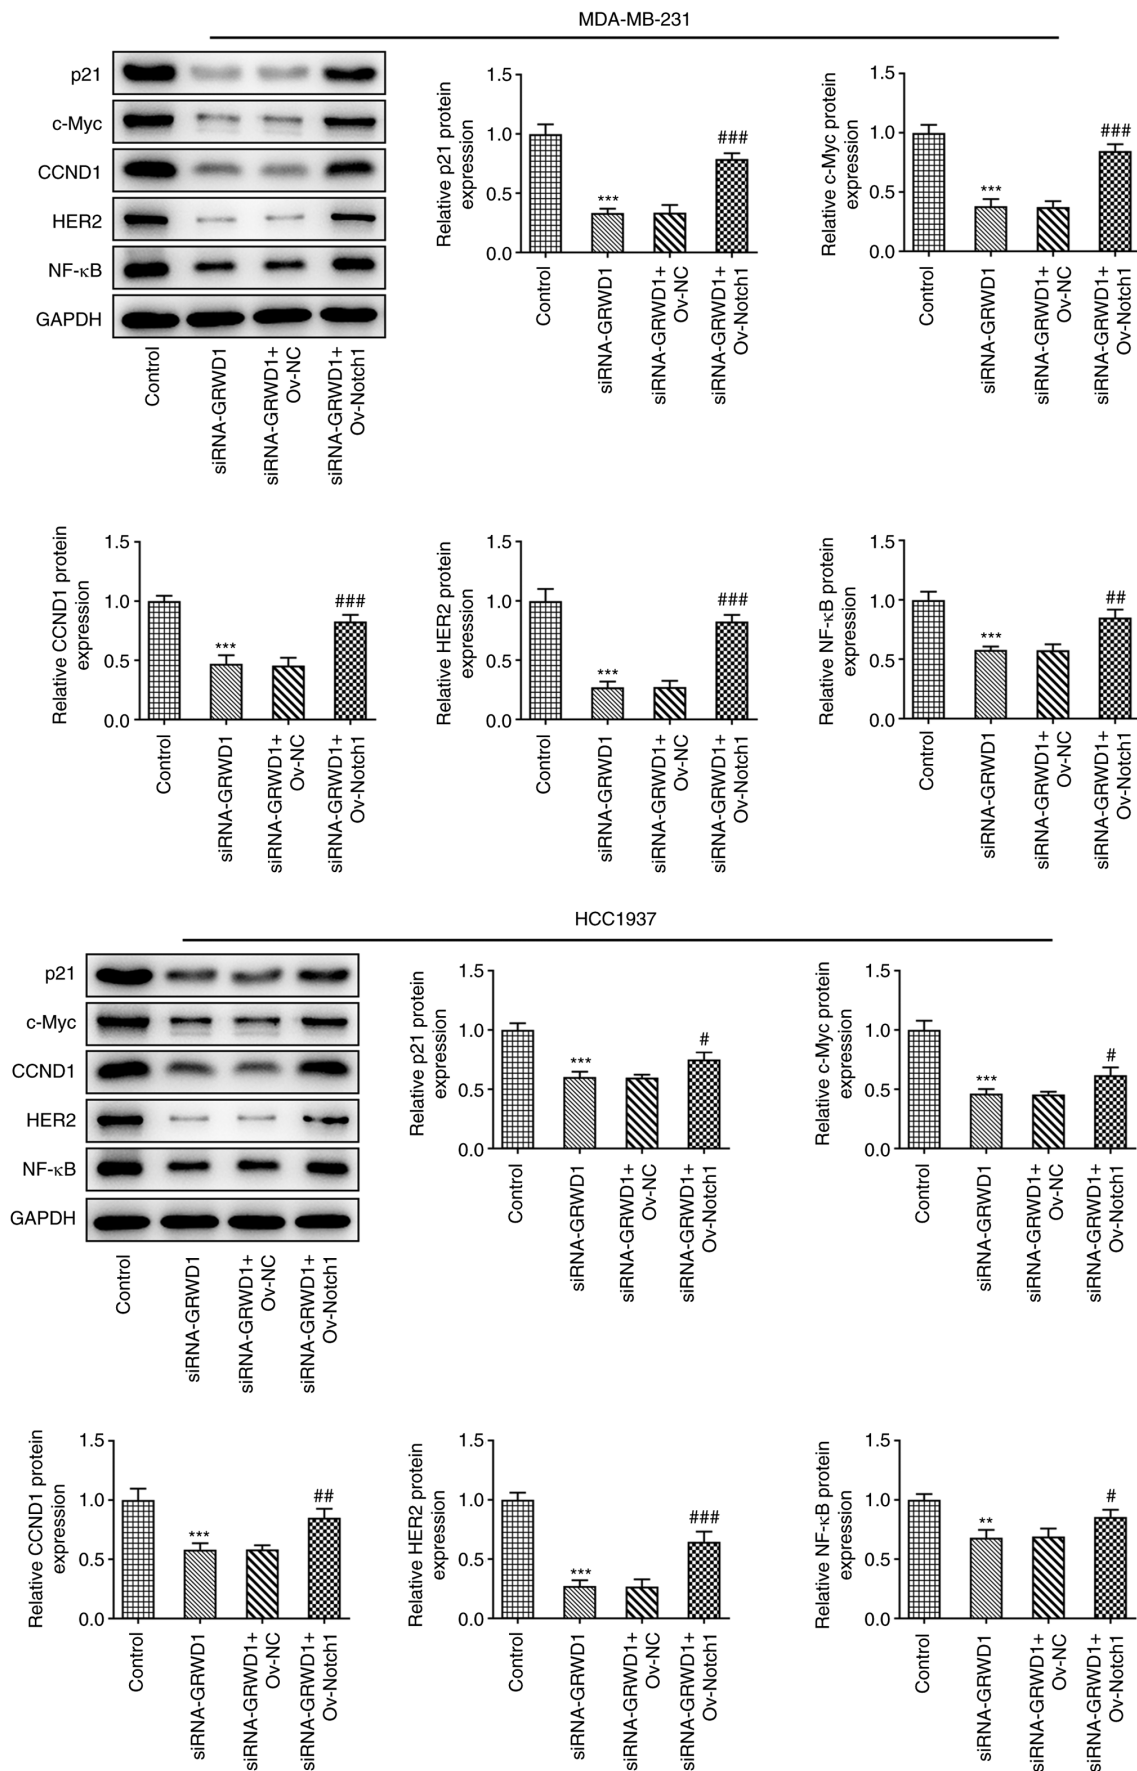 MDA-MB-231
p21
c-Myc
CCND1
HER2
NF-κB
GAPDH
Control
siRNA-GRWD1
siRNA-GRWD1+
Ov-NC
siRNA-GRWD1+
Ov-Notch1
Relative p21 protein
expression
1.5
1.0
0.5
0.0
***
###
Control
siRNA-GRWD1
siRNA-GRWD1+
Ov-NC
siRNA-GRWD1+
Ov-Notch1
Relative c-Myc protein
expression
1.5
1.0
0.5
0.0
***
###
Control
siRNA-GRWD1
siRNA-GRWD1+
Ov-NC
siRNA-GRWD1+
Ov-Notch1
Relative CCND1 protein
expression
1.5
1.0
0.5
0.0
***
###
Control
siRNA-GRWD1
siRNA-GRWD1+
Ov-NC
siRNA-GRWD1+
Ov-Notch1
Relative HER2 protein
expression
1.5
1.0
0.5
0.0
***
###
Control
siRNA-GRWD1
siRNA-GRWD1+
Ov-NC
siRNA-GRWD1+
Ov-Notch1
Relative NF-κB protein
expression
1.5
1.0
0.5
0.0
***
##
Control
siRNA-GRWD1
siRNA-GRWD1+
Ov-NC
siRNA-GRWD1+
Ov-Notch1
HCC1937
p21
c-Myc
CCND1
HER2
NF-κB
GAPDH
Control
siRNA-GRWD1
siRNA-GRWD1+
Ov-NC
siRNA-GRWD1+
Ov-Notch1
Relative p21 protein
expression
1.5
1.0
0.5
0.0
***
#
Control
siRNA-GRWD1
siRNA-GRWD1+
Ov-NC
siRNA-GRWD1+
Ov-Notch1
Relative c-Myc protein
expression
1.5
1.0
0.5
0.0
***
#
Control
siRNA-GRWD1
siRNA-GRWD1+
Ov-NC
siRNA-GRWD1+
Ov-Notch1
Relative CCND1 protein
expression
1.5
1.0
0.5
0.0
***
##
Control
siRNA-GRWD1
siRNA-GRWD1+
Ov-NC
siRNA-GRWD1+
Ov-Notch1
Relative HER2 protein
expression
1.5
1.0
0.5
0.0
***
###
Control
siRNA-GRWD1
siRNA-GRWD1+
Ov-NC
siRNA-GRWD1+
Ov-Notch1
Relative NF-κB protein
expression
1.5
1.0
0.5
0.0
**
#
Control
siRNA-GRWD1
siRNA-GRWD1+
Ov-NC
siRNA-GRWD1+
Ov-Notch1